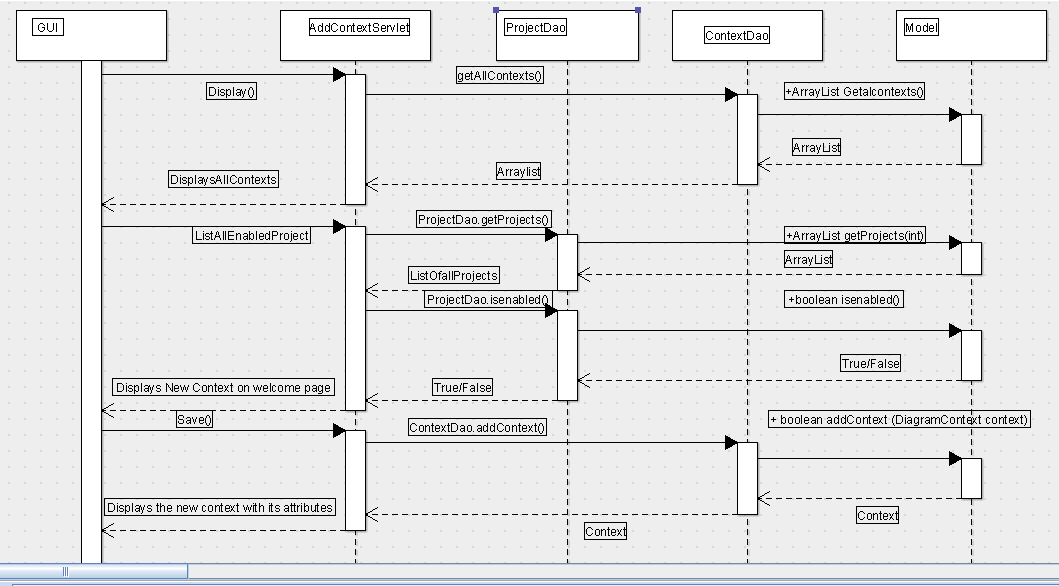 GUI
AddContextServlet
ProjectDao
ContextDao
Model
getAllContexts()
Display()
+ArrayList Getalcontexts()
ArrayList
Arraylist
DisplaysAllContexts
ProjectDao.getProjects()
ListAllEnabledProject
+ArrayList getProjects(int)
ArrayList
ListOfallProjects
ProjectDao.isenabled()
+boolean isenabled()
True/False
Displays New Context on welcome page
True/False
Save()
ContextDao.addContext()
+ boolean addContext (DiagramContext context)
Displays the new context with its attributes
Context
Context